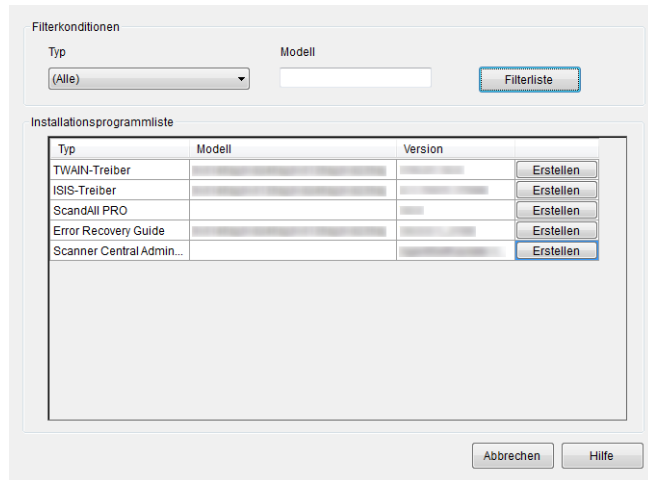 Filterkonditionen
Typ Modell
(Alle) Filterliste
Installationsprogrammliste
Typ Modell Version
TWAIN-Treiber Erstellen
ISIS-Treiber Erstellen
ScandAll PRO Erstellen
Error Recovery Guide Erstellen
Scanner Central Admin... Erstellen
Abbrechen Hilfe